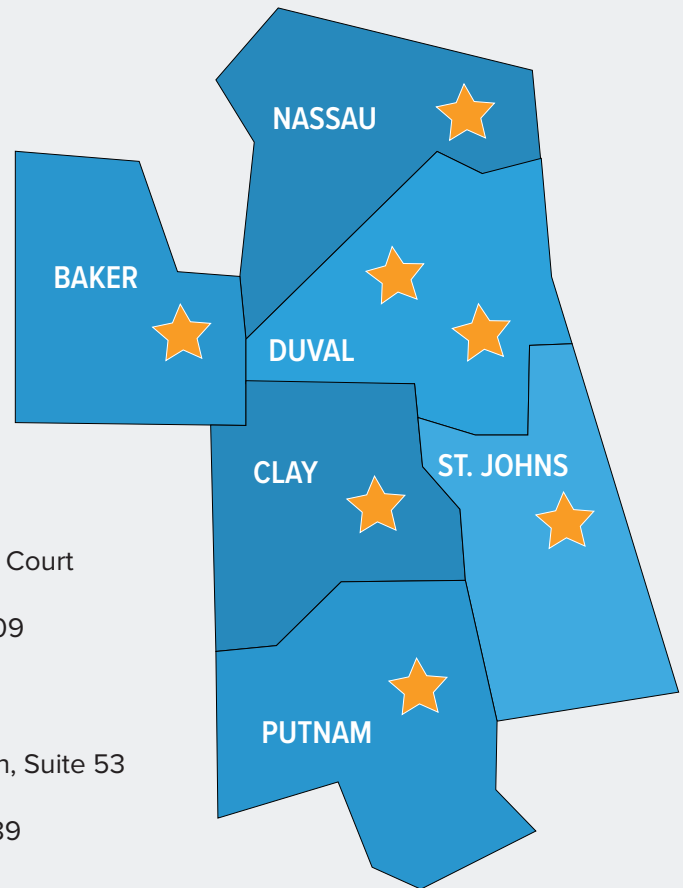 NASSAU
BAKER
DUVAL
CLAY
ST. JOHNS
Court
09
PUTNAM
, Suite 53
39